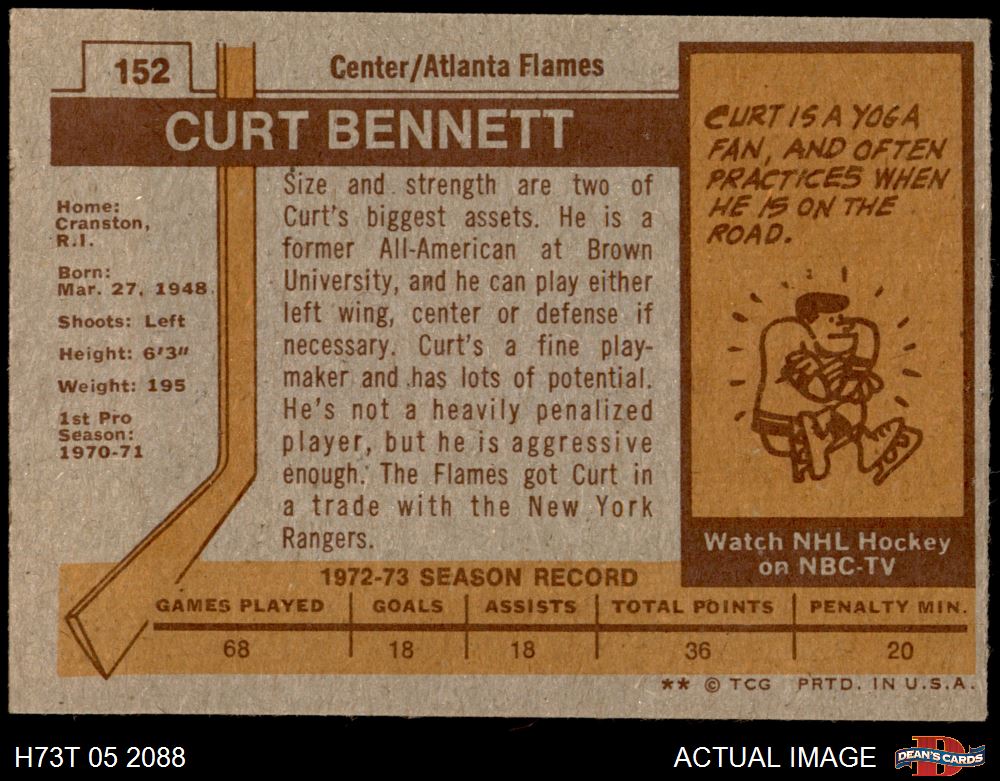 152
Center/Atlanta Flames
CURT BENNETT
Home:
Cranston,
R.I.
Born:
Mar. 27, 1948
Shoots: Left
Height: 6'3"
Weight: 195
1st Pro
Season:
1970-71
Size and strength are two of
Curt's biggest assets. He is a
former All-American at Brown
University, and he can play either
left wing, center or defense if
necessary. Curt's a fine play-
maker and has lots of potential.
He's not a heavily penalized
player, but he is aggressive
enough. The Flames got Curt in
a trade with the New York
Rangers.
CURT IS A YOGA
FAN, AND OFTEN
PRACTICES WHEN
HE IS ON THE
ROAD.
Watch NHL Hockey
on NBC-TV
1972-73 SEASON RECORD
GAMES PLAYED GOALS ASSISTS TOTAL POINTS PENALTY MIN.
68 18 18 36 20
** © TCG PRTD. IN U.S.A.
H73T 05 2088
ACTUAL IMAGE
D
DEAN'S CARDS